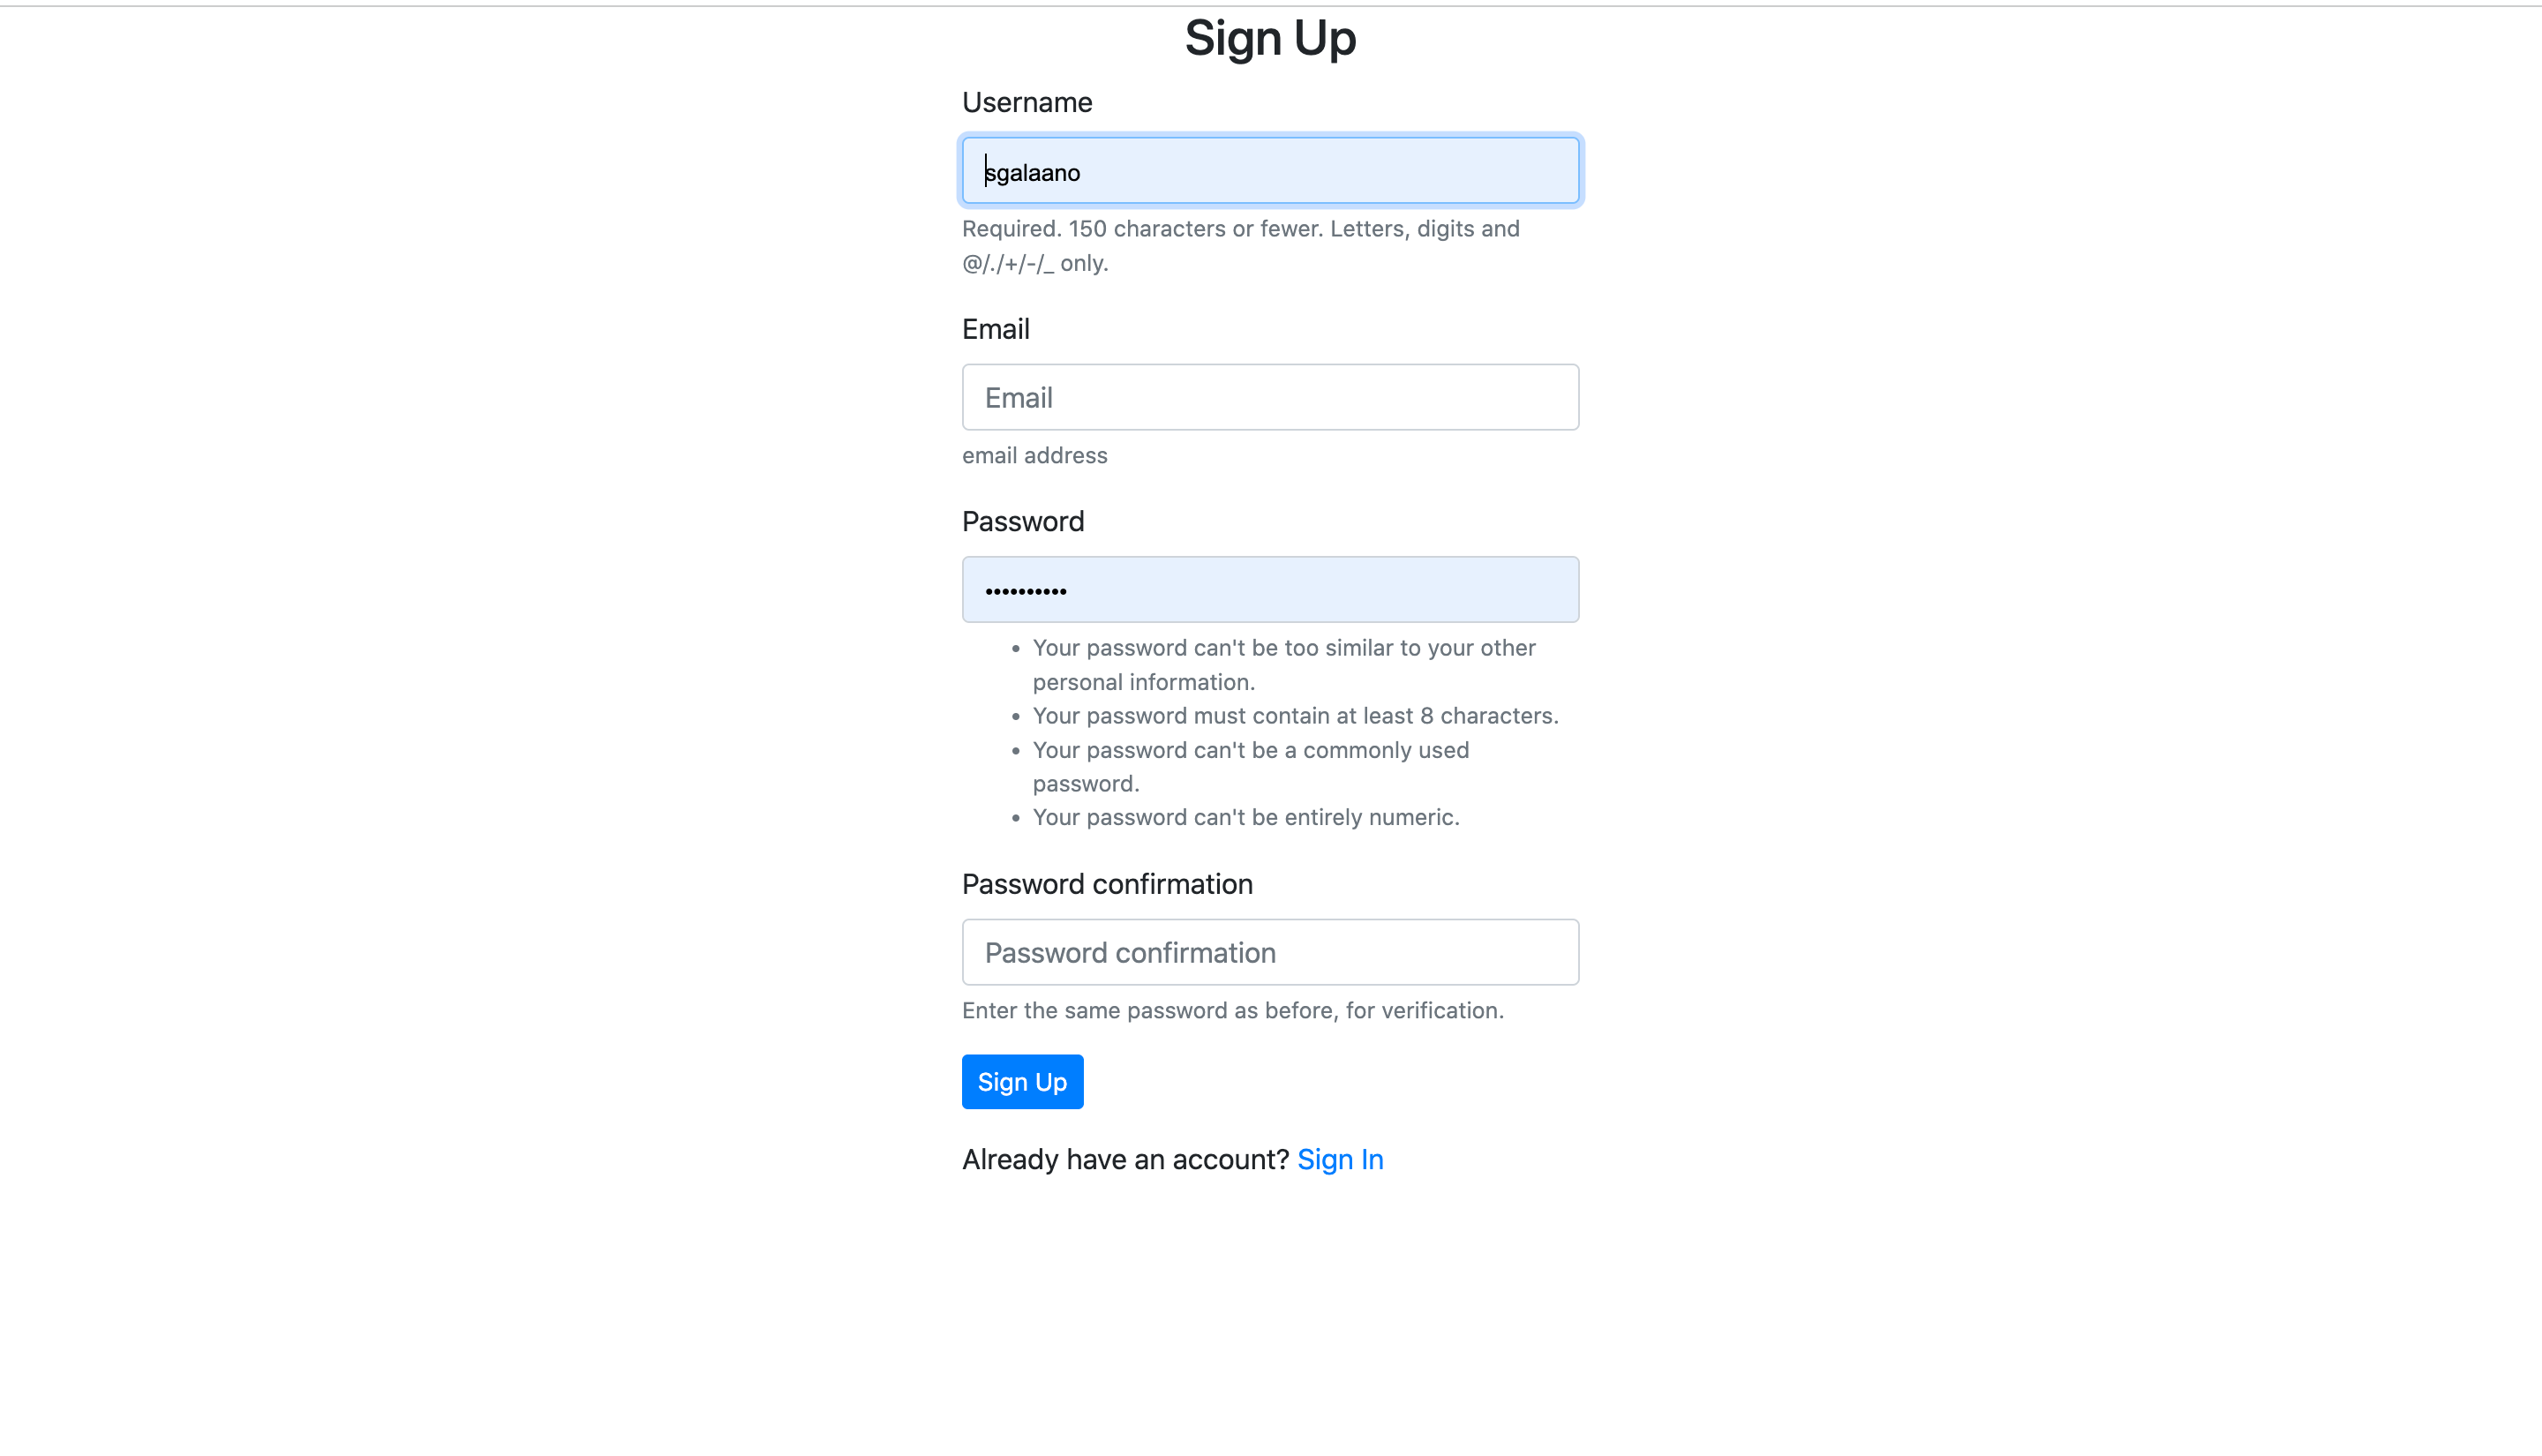 Sign Up
Username
sgalaano
Required. 150 characters or fewer. Letters, digits and
@/./+/-/_ only.
Email
Email
email address
Password
••••••••••
• Your password can't be too similar to your other
personal information.
• Your password must contain at least 8 characters.
• Your password can't be a commonly used
password.
• Your password can't be entirely numeric.
Password confirmation
Password confirmation
Enter the same password as before, for verification.
Sign Up
Already have an account? Sign In